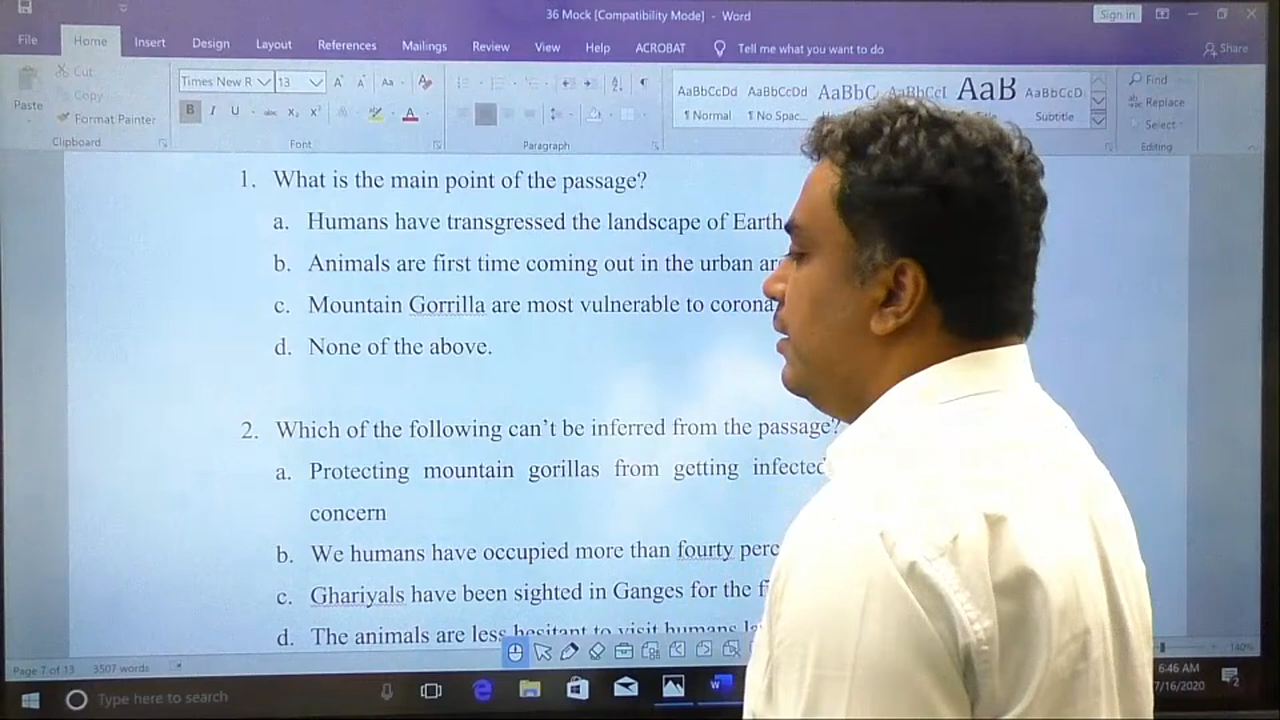 36 Mock [Compatibility Mode] - Word
Sign in
File Home Insert Design Layout References Mailings Review View Help ACROBAT Tell me what you want to do Share
Cut
Copy
Paste
Format Painter
Clipboard
Times New R 13
Font
Paragraph
AaBbCcDd AaBbCcDd AaBbC AaBbCcI AaB AaBbCcD
¶ Normal ¶ No Spac... Subtitle
Find
Replace
Select
Editing
1. What is the main point of the passage?
a. Humans have transgressed the landscape of Earth
b. Animals are first time coming out in the urban
c. Mountain Gorrilla are most vulnerable to corona
d. None of the above.
2. Which of the following can't be inferred from the passage?
a. Protecting mountain gorillas from getting infected
concern
b. We humans have occupied more than fourty perc
c. Ghariyals have been sighted in Ganges for the
d. The animals are less hesitant to visit humans
Page 7 of 13 3507 words
140%
Type here to search
6:46 AM
7/16/2020